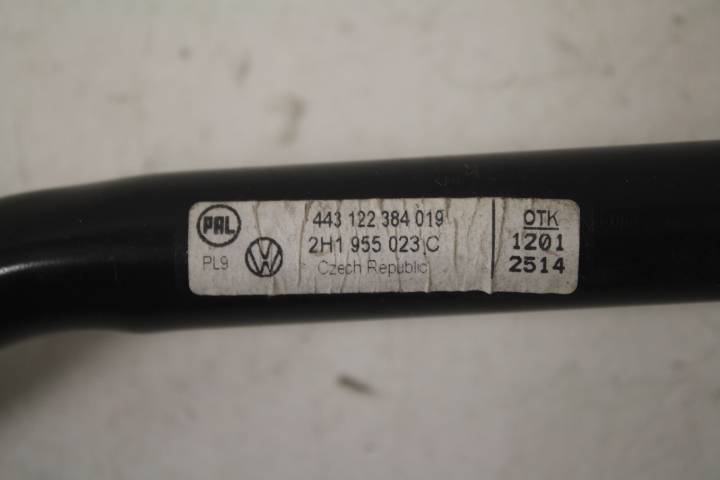 PAL
PL9
443 122 384 019
2H1 955 023 C
Czech Republic
OTK
1201
2514